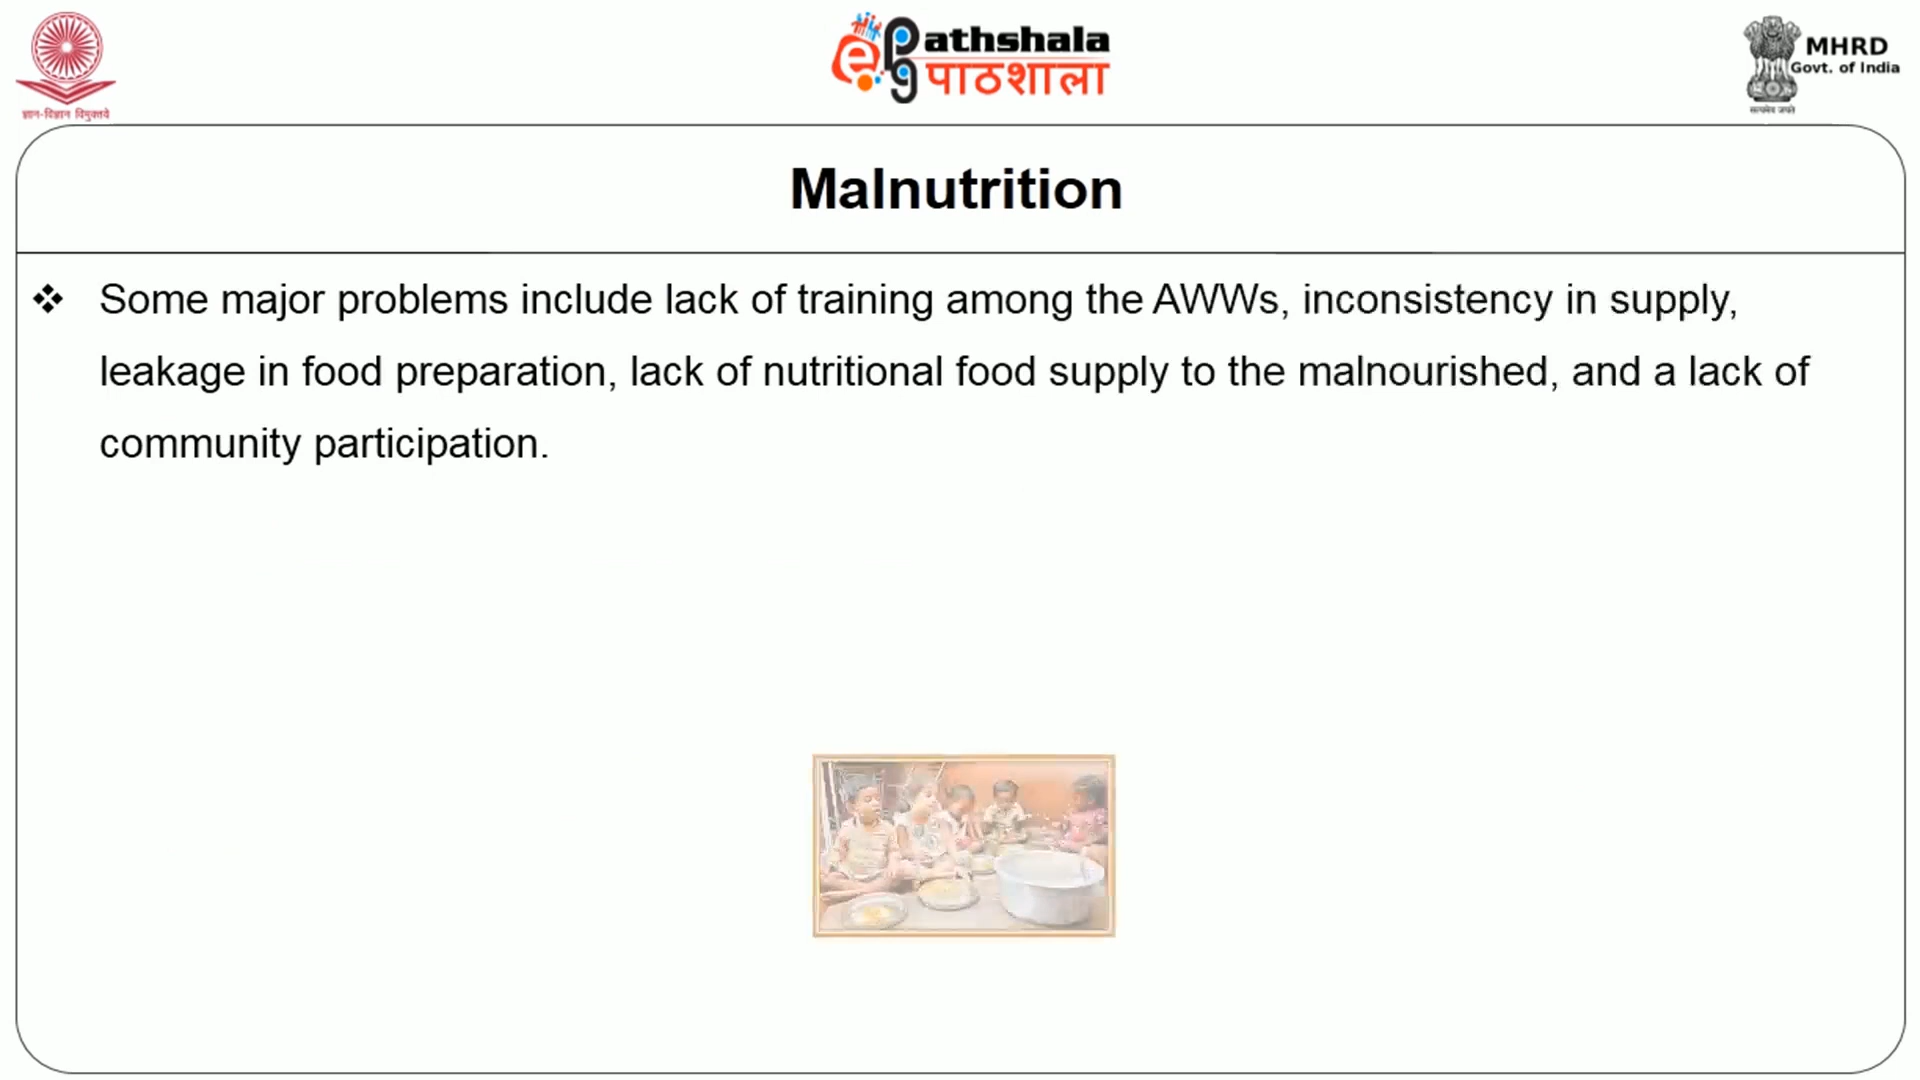 ज्ञान-विज्ञान विमुक्तये
e pg Pathshala
पाठशाला
MHRD
Govt. of India
सत्यमेव जयते
Malnutrition
❖ Some major problems include lack of training among the AWWs, inconsistency in supply,
leakage in food preparation, lack of nutritional food supply to the malnourished, and a lack of
community participation.